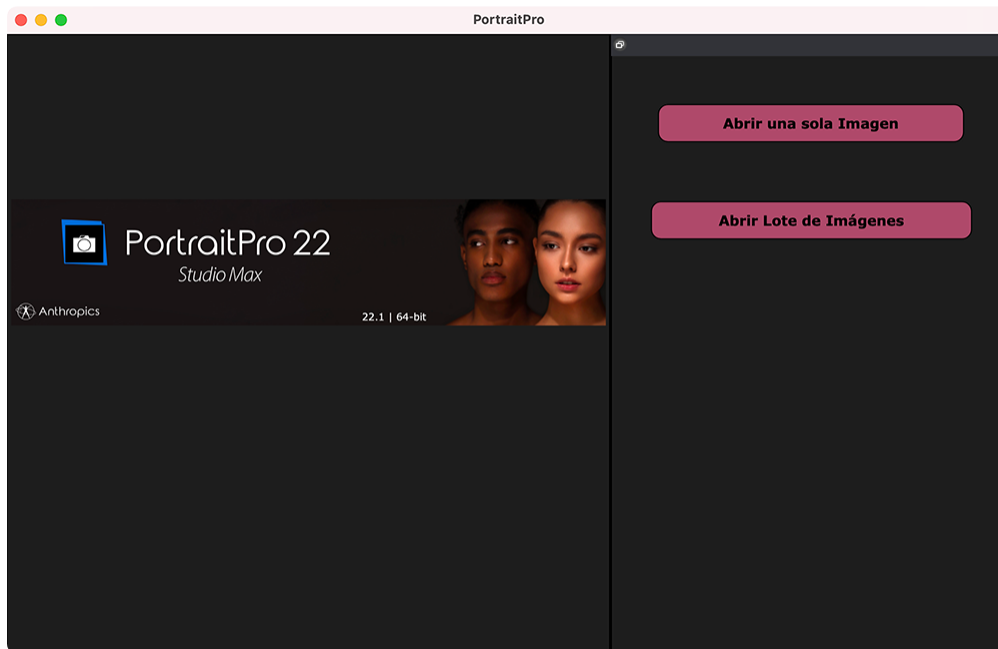 PortraitPro
Abrir una sola Imagen
Abrir Lote de Imágenes
PortraitPro 22
Studio Max
Anthropics
22.1 | 64-bit